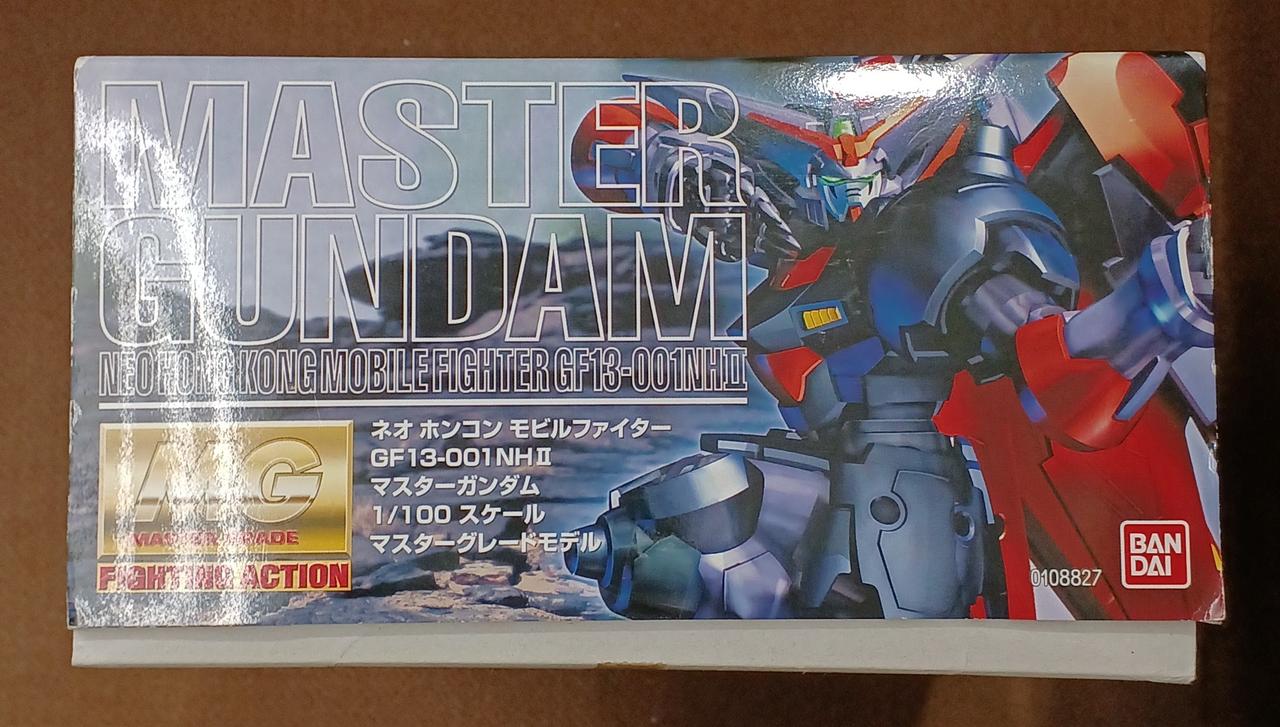 MASTER
GUNDAM
NEO HONG KONG MOBILE FIGHTER GF13-001NHⅡ
MG
MASTER GRADE
FIGHTING ACTION
ネオ ホンコン モビルファイター
GF13-001NHⅡ
マスターガンダム
1/100 スケール
マスターグレードモデル
0108827
BAN
DAI